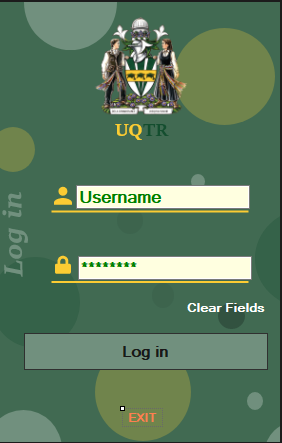 UQTR
Log in
Username
********
Clear Fields
Log in
EXIT